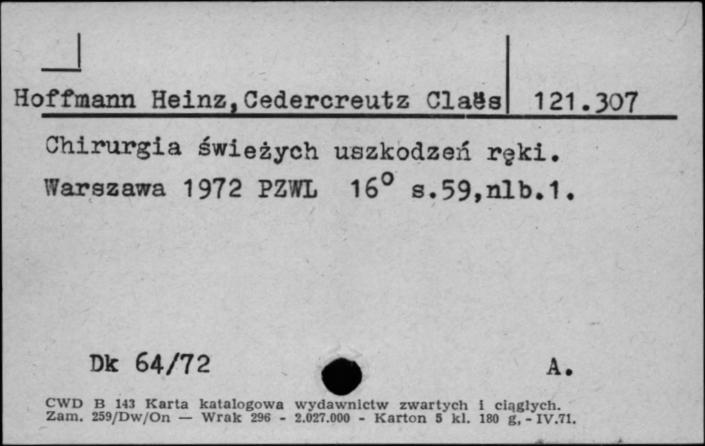 Hoffmann Heinz,Cedercreutz Claës 121.307
Chirurgia świeżych uszkodzeń ręki.
Warszawa 1972 PZWL 16° s.59,nlb.1.
Dk 64/72 A.
CWD B 143 Karta katalogowa wydawnictw zwartych i ciągłych.
Zam. 259/Dw/On — Wrak 296 - 2.027.000 - Karton 5 kl. 180 g, - IV.71.